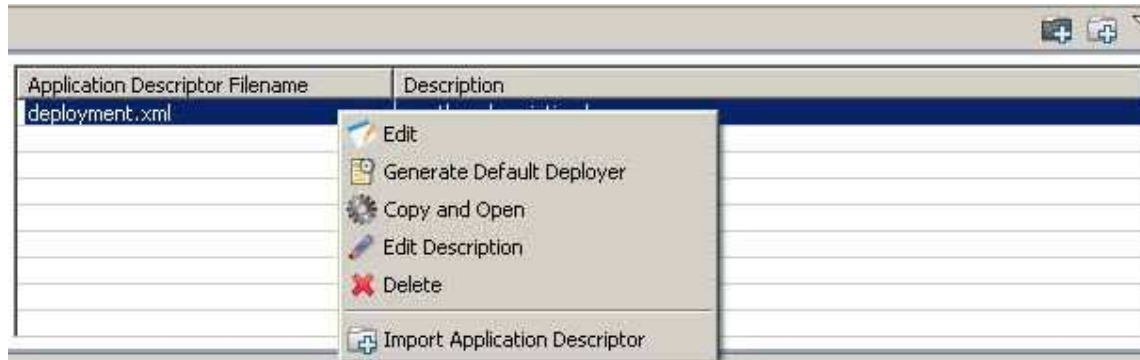 Application Descriptor Filename Description
deployment.xml
Edit
Generate Default Deployer
Copy and Open
Edit Description
Delete
Import Application Descriptor